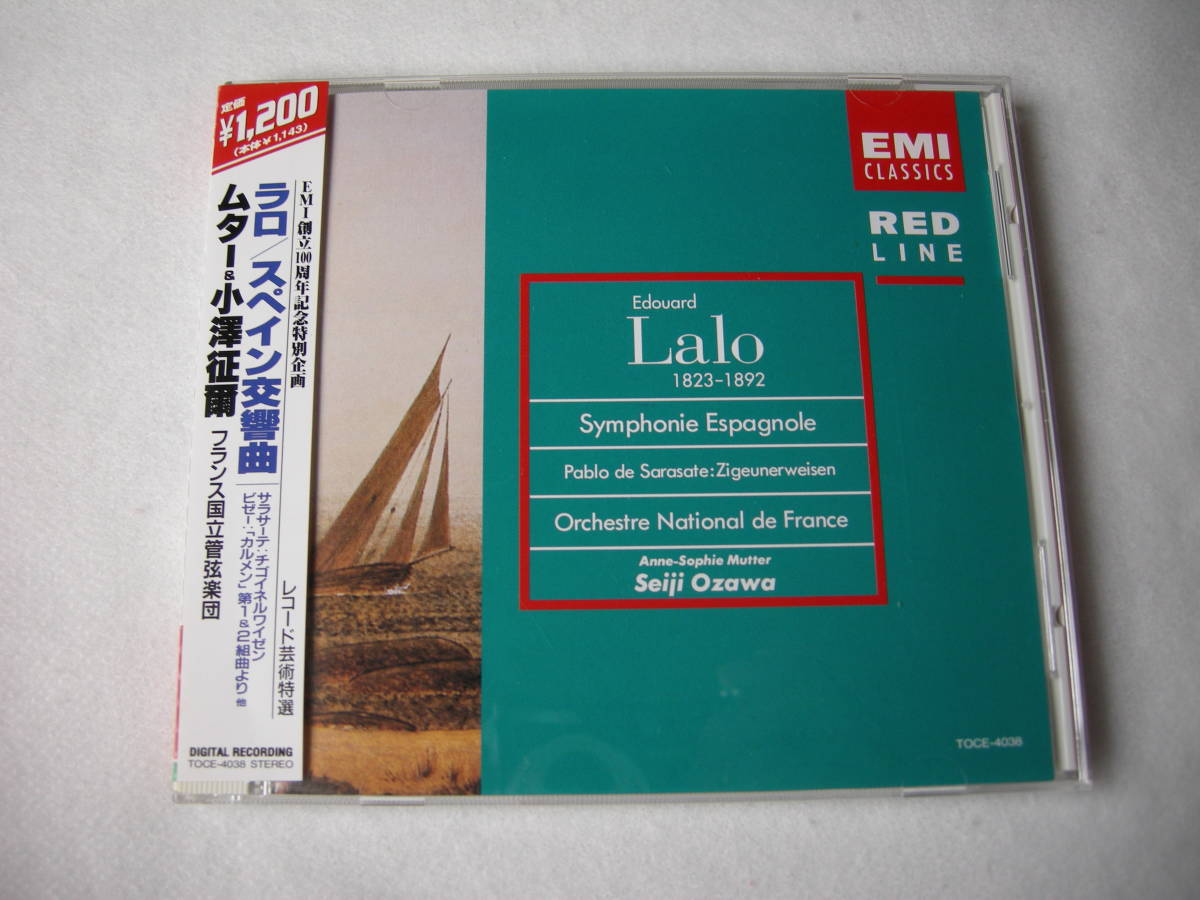 定価
¥1,200
(本体¥1,143)
EMI創立100周年記念特別企画
レコード芸術特選
ラロ/スペイン交響曲
サラサーテ:チゴイネルワイゼン
ビゼー:「カルメン」第1&2組曲より 他
ムター&小澤征爾
フランス国立管弦楽団
DIGITAL RECORDING
TOCE-4038 STEREO
EMI
CLASSICS
RED
LINE
Edouard
Lalo
1823-1892
Symphonie Espagnole
Pablo de Sarasate:Zigeunerweisen
Orchestre National de France
Anne-Sophie Mutter
Seiji Ozawa
TOCE-4038